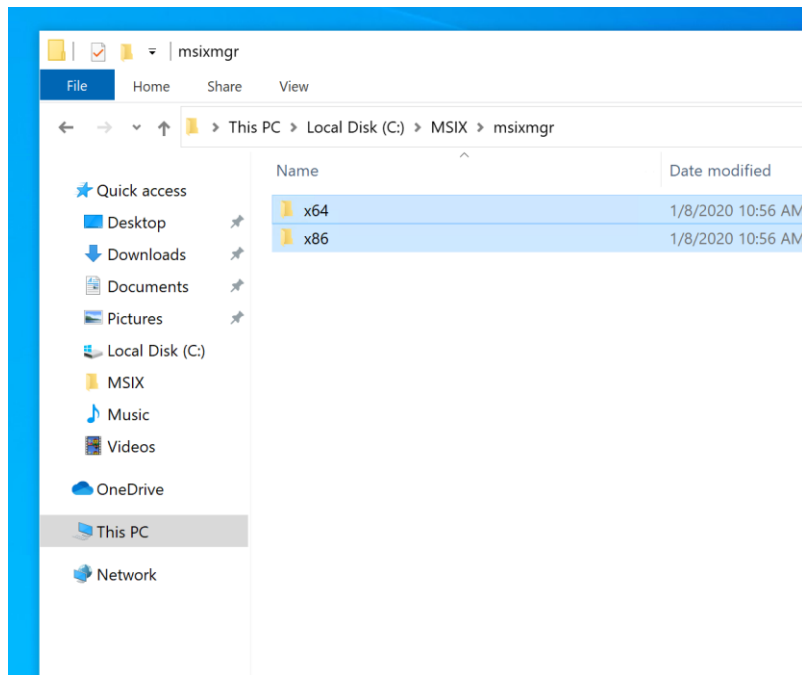 msixmgr
File Home Share View
This PC > Local Disk (C:) > MSIX > msixmgr
Name Date modified
Quick access
x64 1/8/2020 10:56 AM
Desktop
x86 1/8/2020 10:56 AM
Downloads
Documents
Pictures
Local Disk (C:)
MSIX
Music
Videos
OneDrive
This PC
Network